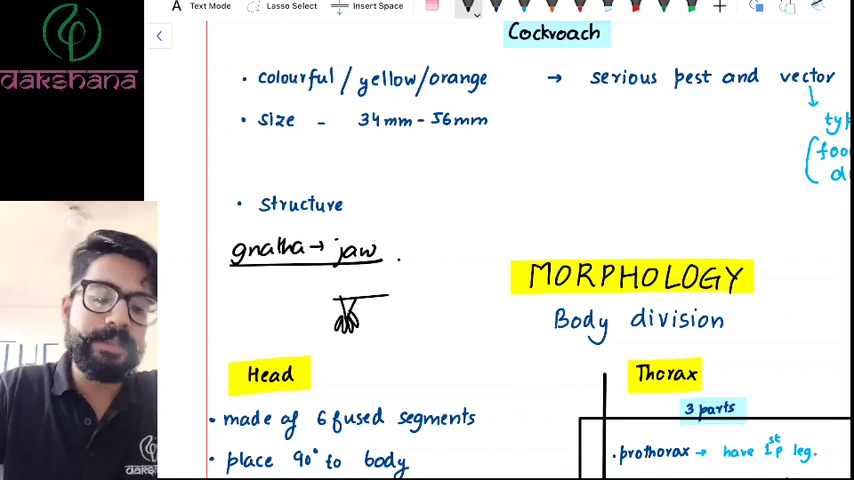 dakshana
A Text Mode
Lasso Select
Insert Space
Cockroach
• colourful / yellow/orange → serious pest and vector
• size - 34mm - 56mm
• structure
gnatha → jaw .
MORPHOLOGY
Body division
Head
• made of 6 fused segments
• place 90° to body
Thorax
3 parts
. prothorax → have 1st p leg.
dakshana